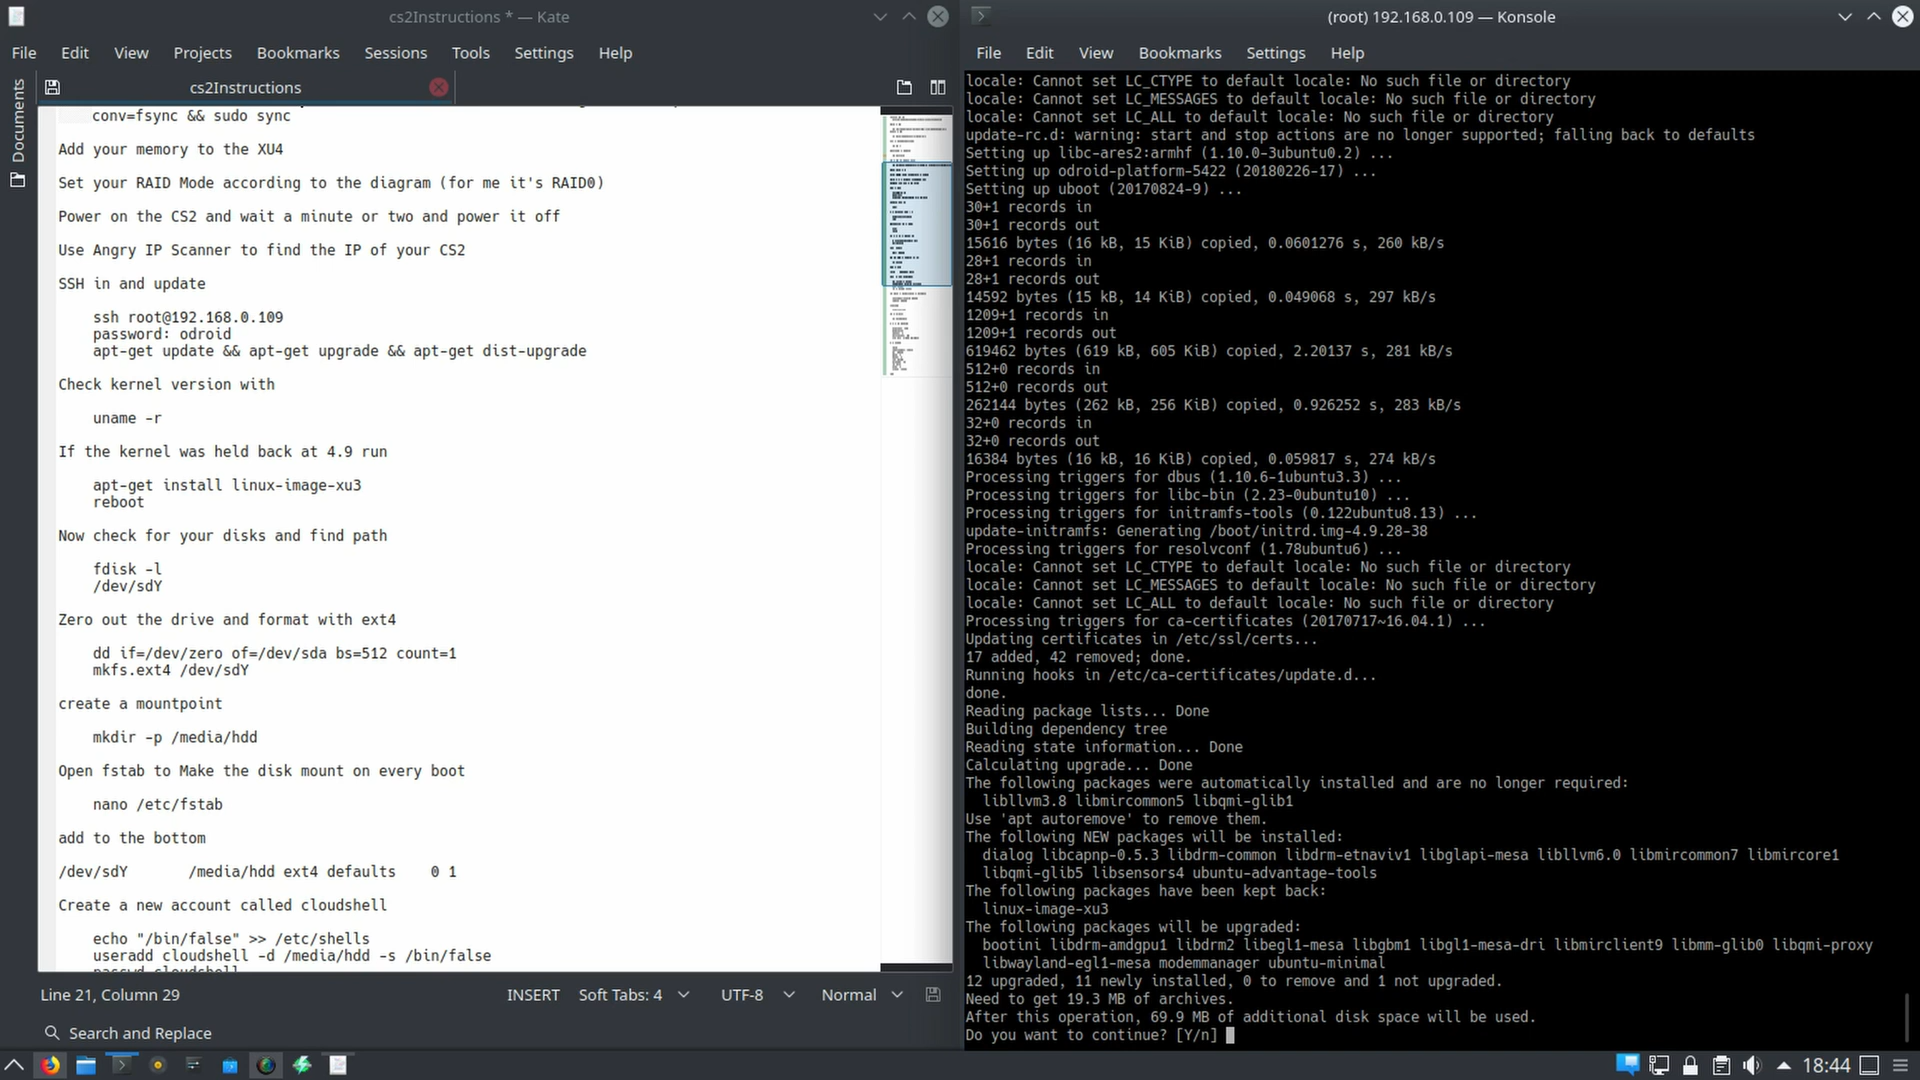 cs2Instructions * — Kate
File Edit View Projects Bookmarks Sessions Tools Settings Help
Documents
cs2Instructions
conv=fsync && sudo sync
Add your memory to the XU4
Set your RAID Mode according to the diagram (for me it's RAID0)
Power on the CS2 and wait a minute or two and power it off
Use Angry IP Scanner to find the IP of your CS2
SSH in and update
ssh root@192.168.0.109
password: odroid
apt-get update && apt-get upgrade && apt-get dist-upgrade
Check kernel version with
uname -r
If the kernel was held back at 4.9 run
apt-get install linux-image-xu3
reboot
Now check for your disks and find path
fdisk -l
/dev/sdY
Zero out the drive and format with ext4
dd if=/dev/zero of=/dev/sda bs=512 count=1
mkfs.ext4 /dev/sdY
create a mountpoint
mkdir -p /media/hdd
Open fstab to Make the disk mount on every boot
nano /etc/fstab
add to the bottom
/dev/sdY /media/hdd ext4 defaults 0 1
Create a new account called cloudshell
echo "/bin/false" >> /etc/shells
useradd cloudshell -d /media/hdd -s /bin/false
passwd cloudshell
Line 21, Column 29 INSERT Soft Tabs: 4 UTF-8 Normal
Search and Replace
(root) 192.168.0.109 — Konsole
File Edit View Bookmarks Settings Help
locale: Cannot set LC_CTYPE to default locale: No such file or directory
locale: Cannot set LC_MESSAGES to default locale: No such file or directory
locale: Cannot set LC_ALL to default locale: No such file or directory
update-rc.d: warning: start and stop actions are no longer supported; falling back to defaults
Setting up libc-ares2:armhf (1.10.0-3ubuntu0.2) ...
Setting up odroid-platform-5422 (20180226-17) ...
Setting up uboot (20170824-9) ...
30+1 records in
30+1 records out
15616 bytes (16 kB, 15 KiB) copied, 0.0601276 s, 260 kB/s
28+1 records in
28+1 records out
14592 bytes (15 kB, 14 KiB) copied, 0.049068 s, 297 kB/s
1209+1 records in
1209+1 records out
619462 bytes (619 kB, 605 KiB) copied, 2.20137 s, 281 kB/s
512+0 records in
512+0 records out
262144 bytes (262 kB, 256 KiB) copied, 0.926252 s, 283 kB/s
32+0 records in
32+0 records out
16384 bytes (16 kB, 16 KiB) copied, 0.059817 s, 274 kB/s
Processing triggers for dbus (1.10.6-1ubuntu3.3) ...
Processing triggers for libc-bin (2.23-0ubuntu10) ...
Processing triggers for initramfs-tools (0.122ubuntu8.13) ...
update-initramfs: Generating /boot/initrd.img-4.9.28-38
Processing triggers for resolvconf (1.78ubuntu6) ...
locale: Cannot set LC_CTYPE to default locale: No such file or directory
locale: Cannot set LC_MESSAGES to default locale: No such file or directory
locale: Cannot set LC_ALL to default locale: No such file or directory
Processing triggers for ca-certificates (20170717~16.04.1) ...
Updating certificates in /etc/ssl/certs...
17 added, 42 removed; done.
Running hooks in /etc/ca-certificates/update.d...
done.
Reading package lists... Done
Building dependency tree
Reading state information... Done
Calculating upgrade... Done
The following packages were automatically installed and are no longer required:
libllvm3.8 libmircommon5 libqmi-glib1
Use 'apt autoremove' to remove them.
The following NEW packages will be installed:
dialog libcapnp-0.5.3 libdrm-common libdrm-etnaviv1 libglapi-mesa libllvm6.0 libmircommon7 libmircore1
libqmi-glib5 libsensors4 ubuntu-advantage-tools
The following packages have been kept back:
linux-image-xu3
The following packages will be upgraded:
bootini libdrm-amdgpu1 libdrm2 libegl1-mesa libgbm1 libgl1-mesa-dri libmirclient9 libmm-glib0 libqmi-proxy
libwayland-egl1-mesa modemmanager ubuntu-minimal
12 upgraded, 11 newly installed, 0 to remove and 1 not upgraded.
Need to get 19.3 MB of archives.
After this operation, 69.9 MB of additional disk space will be used.
Do you want to continue? [Y/n]
18:44